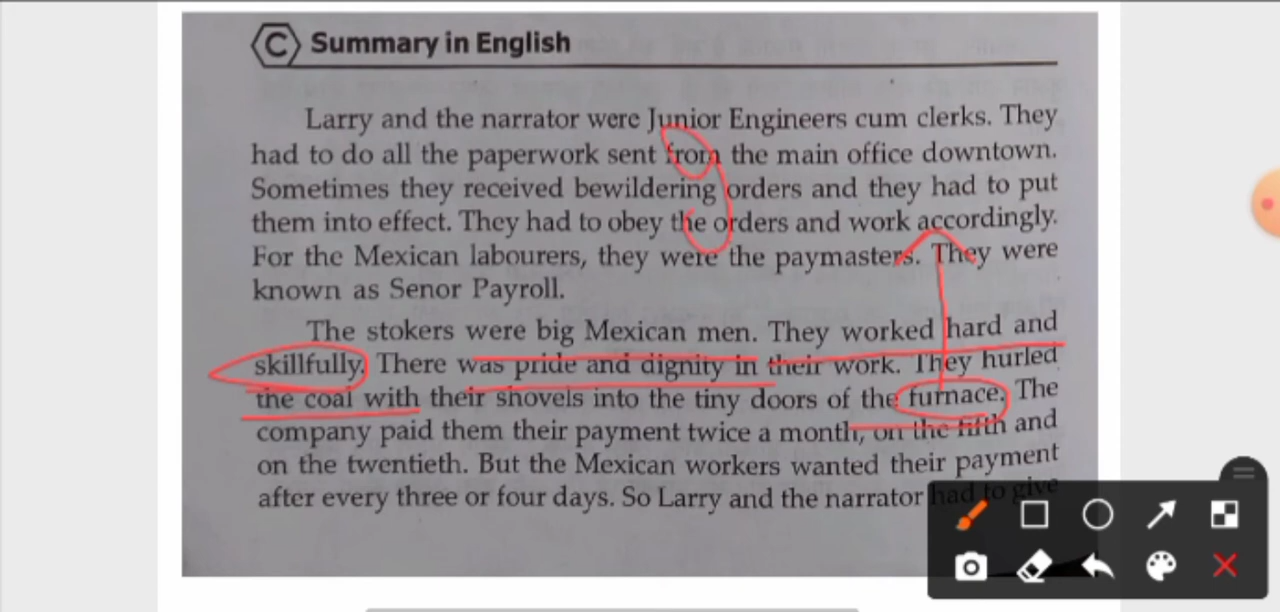 C Summary in English
Larry and the narrator were Junior Engineers cum clerks. They
had to do all the paperwork sent from the main office downtown.
Sometimes they received bewildering orders and they had to put
them into effect. They had to obey the orders and work accordingly.
For the Mexican labourers, they were the paymasters. They were
known as Senor Payroll.
The stokers were big Mexican men. They worked hard and
skillfully. There was pride and dignity in their work. They hurled
the coal with their shovels into the tiny doors of the furnace. The
company paid them their payment twice a month, on the fifth and
on the twentieth. But the Mexican workers wanted their payment
after every three or four days. So Larry and the narrator had to give